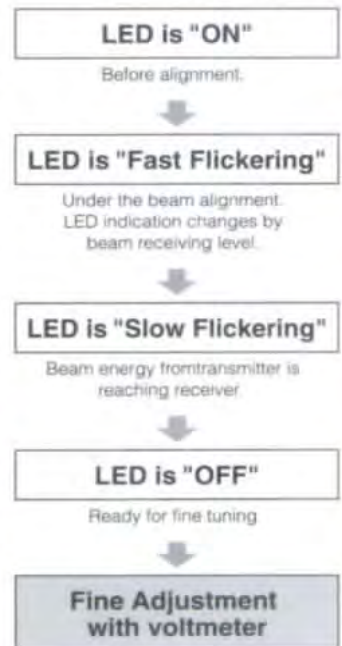 LED is "ON"
Before alignment.
LED is "Fast Flickering"
Under the beam alignment.
LED indication changes by
beam receiving level.
LED is "Slow Flickering"
Beam energy fromtransmitter is
reaching receiver.
LED is "OFF"
Ready for fine tuning
Fine Adjustment
with voltmeter